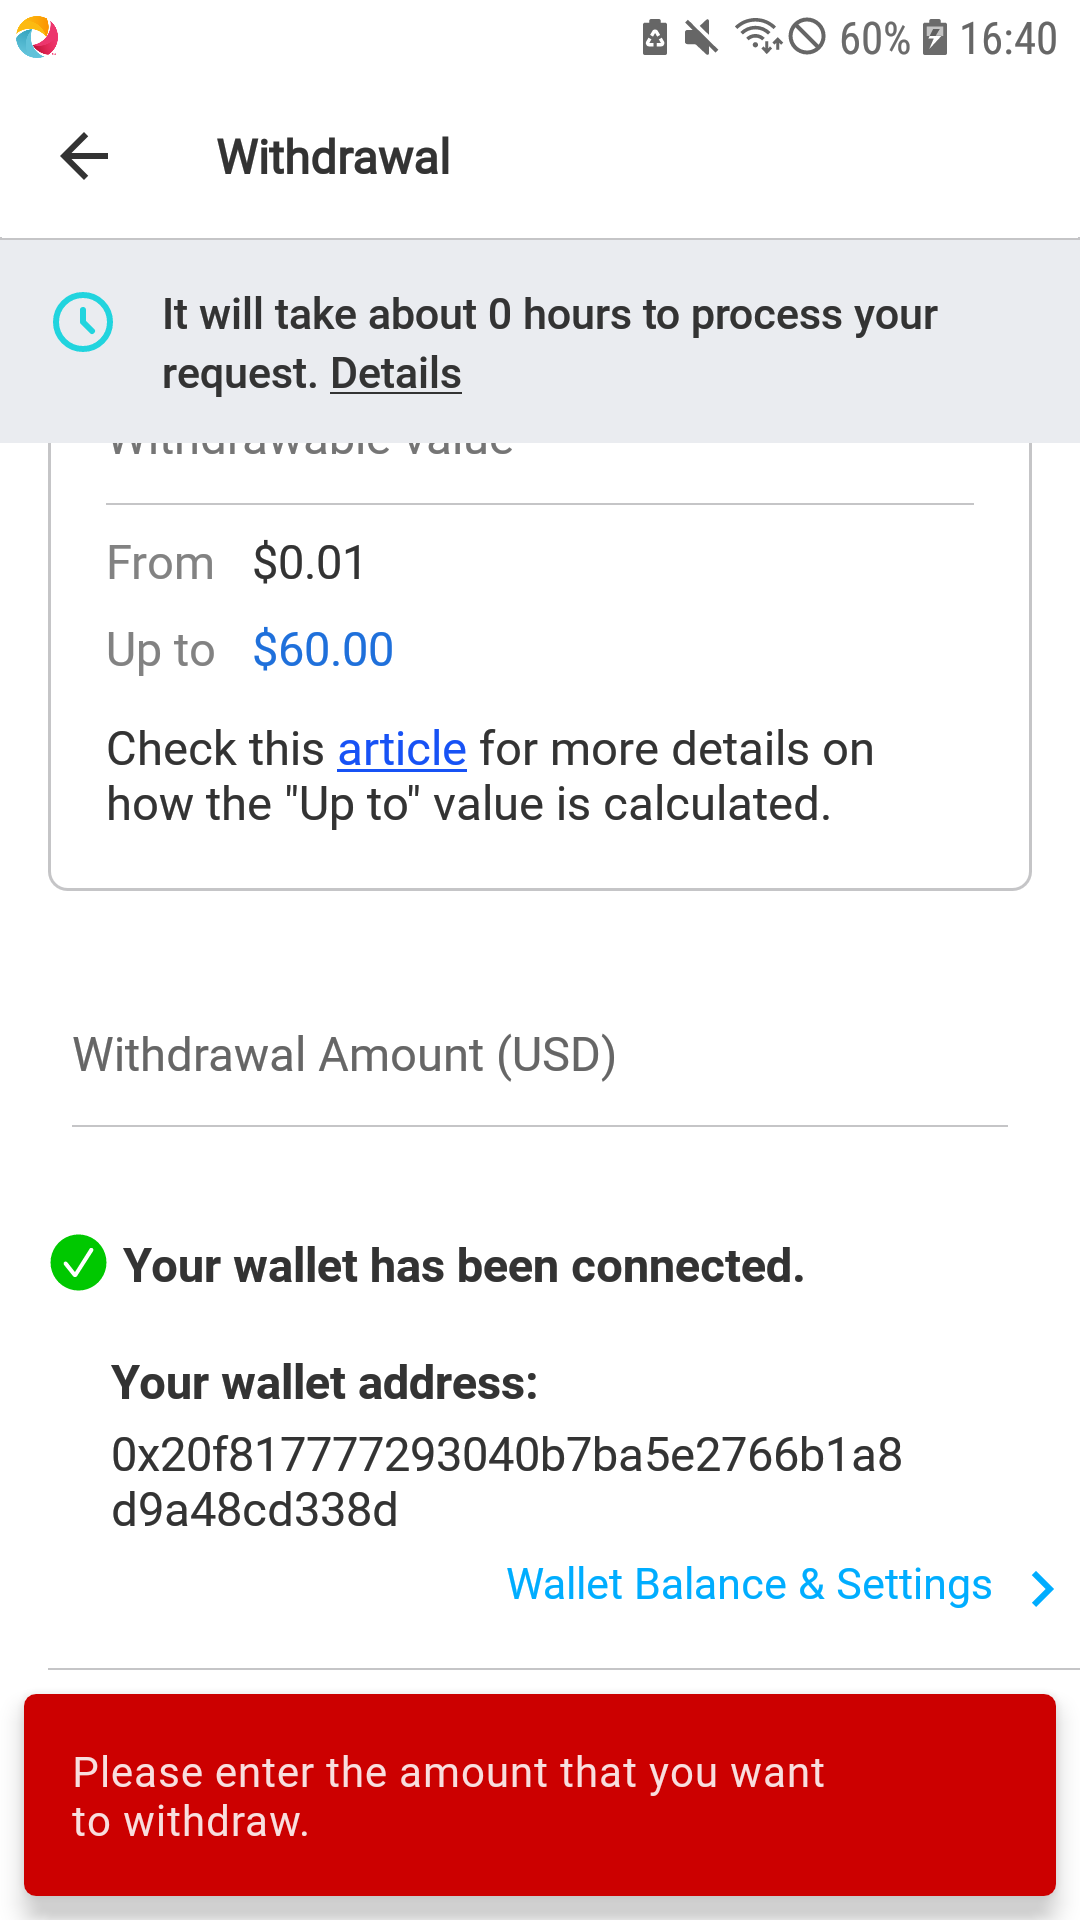 60% 16:40
Withdrawal
It will take about 0 hours to process your
request. Details
Withdrawable Value
From $0.01
Up to $60.00
Check this article for more details on
how the "Up to" value is calculated.
Withdrawal Amount (USD)
Your wallet has been connected.
Your wallet address:
0x20f817777293040b7ba5e2766b1a8
d9a48cd338d
Wallet Balance & Settings
Please enter the amount that you want
to withdraw.